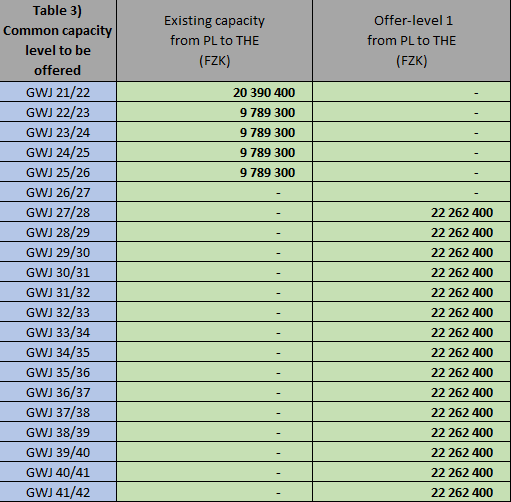 Table 3)
Common capacity
level to be
offered
Existing capacity
from PL to THE
(FZK)
Offer-level 1
from PL to THE
(FZK)
GWJ 21/22 20 390 400 -
GWJ 22/23 9 789 300 -
GWJ 23/24 9 789 300 -
GWJ 24/25 9 789 300 -
GWJ 25/26 9 789 300 -
GWJ 26/27 - -
GWJ 27/28 - 22 262 400
GWJ 28/29 - 22 262 400
GWJ 29/30 - 22 262 400
GWJ 30/31 - 22 262 400
GWJ 31/32 - 22 262 400
GWJ 32/33 - 22 262 400
GWJ 33/34 - 22 262 400
GWJ 34/35 - 22 262 400
GWJ 35/36 - 22 262 400
GWJ 36/37 - 22 262 400
GWJ 37/38 - 22 262 400
GWJ 38/39 - 22 262 400
GWJ 39/40 - 22 262 400
GWJ 40/41 - 22 262 400
GWJ 41/42 - 22 262 400